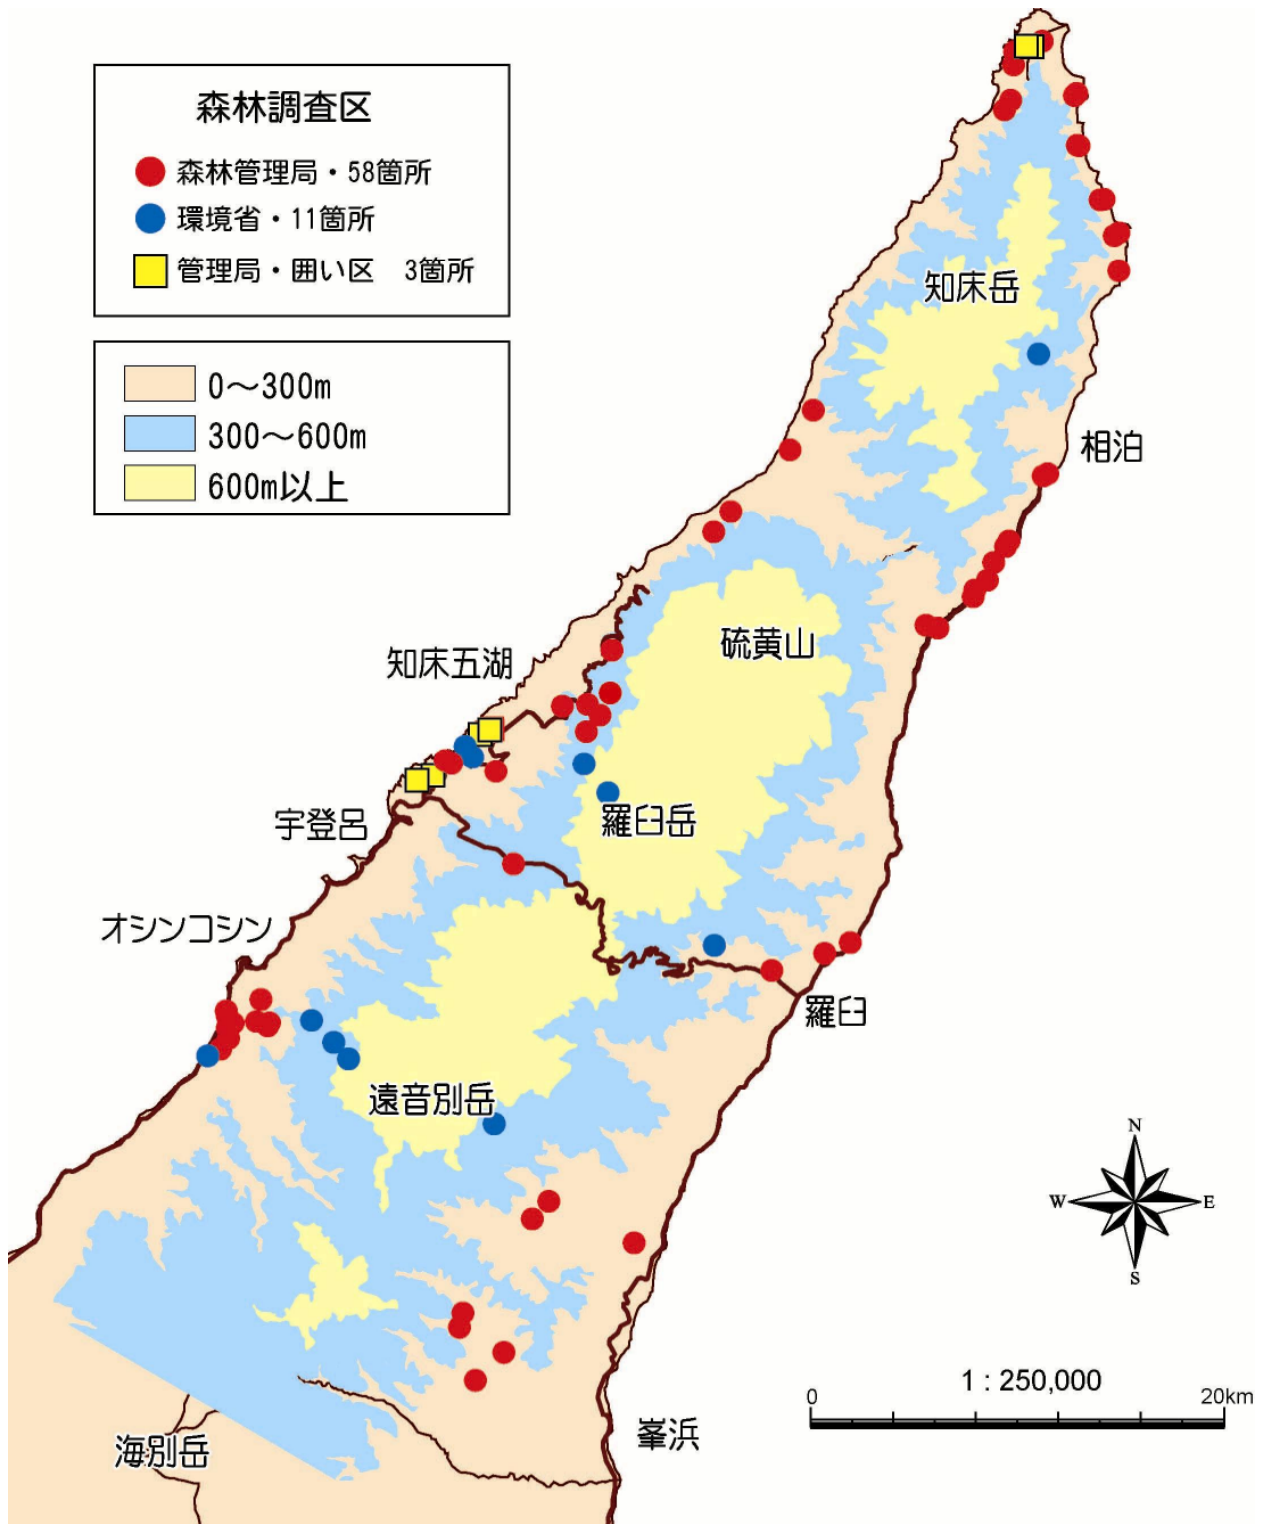 森林調査区
森林管理局・58箇所
環境省・11箇所
管理局・囲い区 3箇所
0～300m
300～600m
600m以上
知床岳
相泊
硫黄山
知床五湖
羅臼岳
宇登呂
オシンコシン
羅臼
遠音別岳
N
W
E
S
1 : 250,000
0
20km
峯浜
海別岳